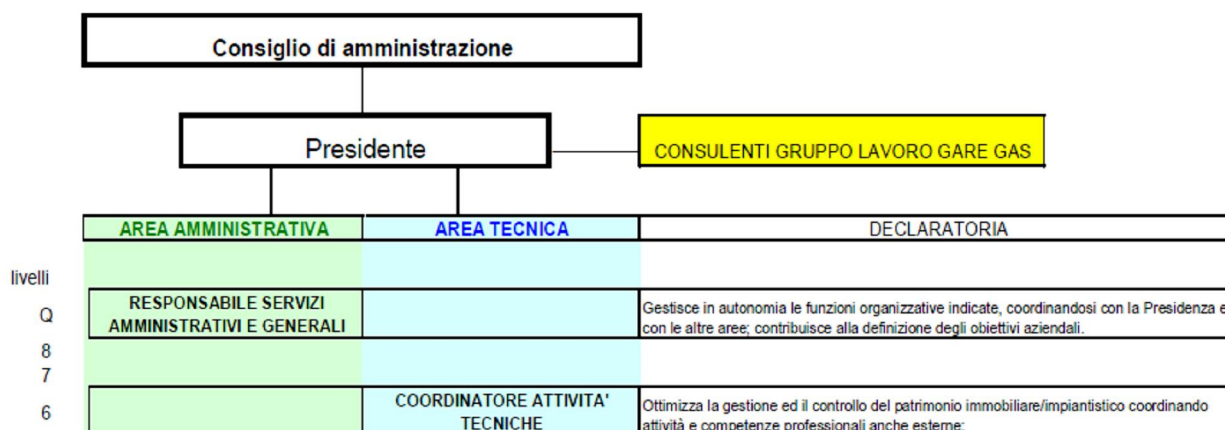 Consiglio di amministrazione
Presidente
CONSULENTI GRUPPO LAVORO GARE GAS
AREA AMMINISTRATIVA
AREA TECNICA
DECLARATORIA
livelli
Q
RESPONSABILE SERVIZI
AMMINISTRATIVI E GENERALI
Gestisce in autonomia le funzioni organizzative indicate, coordinandosi con la Presidenza e
con le altre aree; contribuisce alla definizione degli obiettivi aziendali.
8
7
6
COORDINATORE ATTIVITA'
TECNICHE
Ottimizza la gestione ed il controllo del patrimonio immobiliare/impiantistico coordinando
attività e competenze professionali anche esterne;